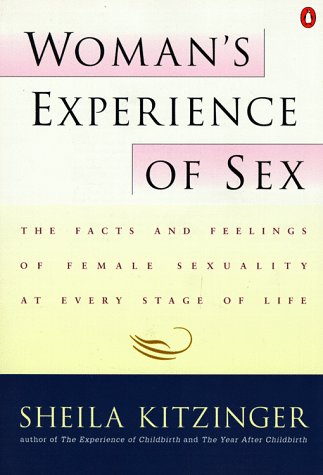 WOMAN'S
EXPERIENCE
OF SEX
THE FACTS AND FEELINGS
OF FEMALE SEXUALITY
AT EVERY STAGE OF LIFE
SHEILA KITZINGER
author of The Experience of Childbirth and The Year After Childbirth